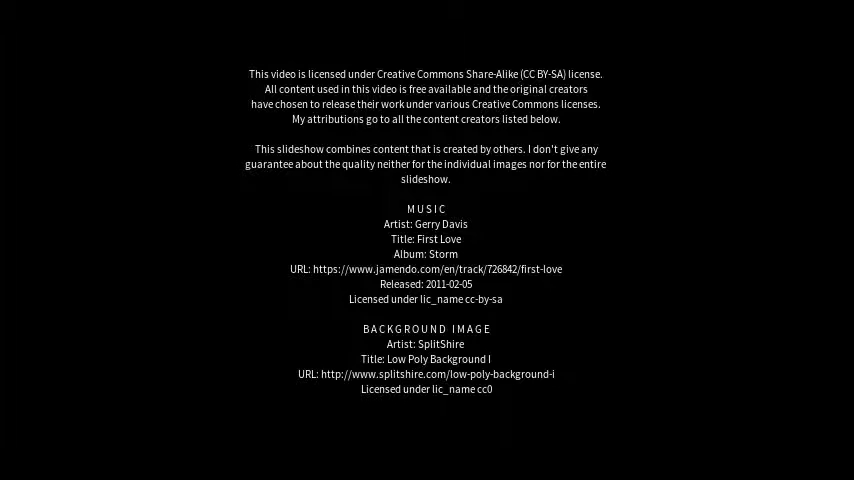 This video is licensed under Creative Commons Share-Alike (CC BY-SA) license.
All content used in this video is free available and the original creators
have chosen to release their work under various Creative Commons licenses.
My attributions go to all the content creators listed below.
This slideshow combines content that is created by others. I don't give any
guarantee about the quality neither for the individual images nor for the entire
slideshow.
MUSIC
Artist: Gerry Davis
Title: First Love
Album: Storm
URL: https://www.jamendo.com/en/track/726842/first-love
Released: 2011-02-05
Licensed under lic_name cc-by-sa
BACKGROUND IMAGE
Artist: SplitShire
Title: Low Poly Background I
URL: http://www.splitshire.com/low-poly-background-i
Licensed under lic_name cc0